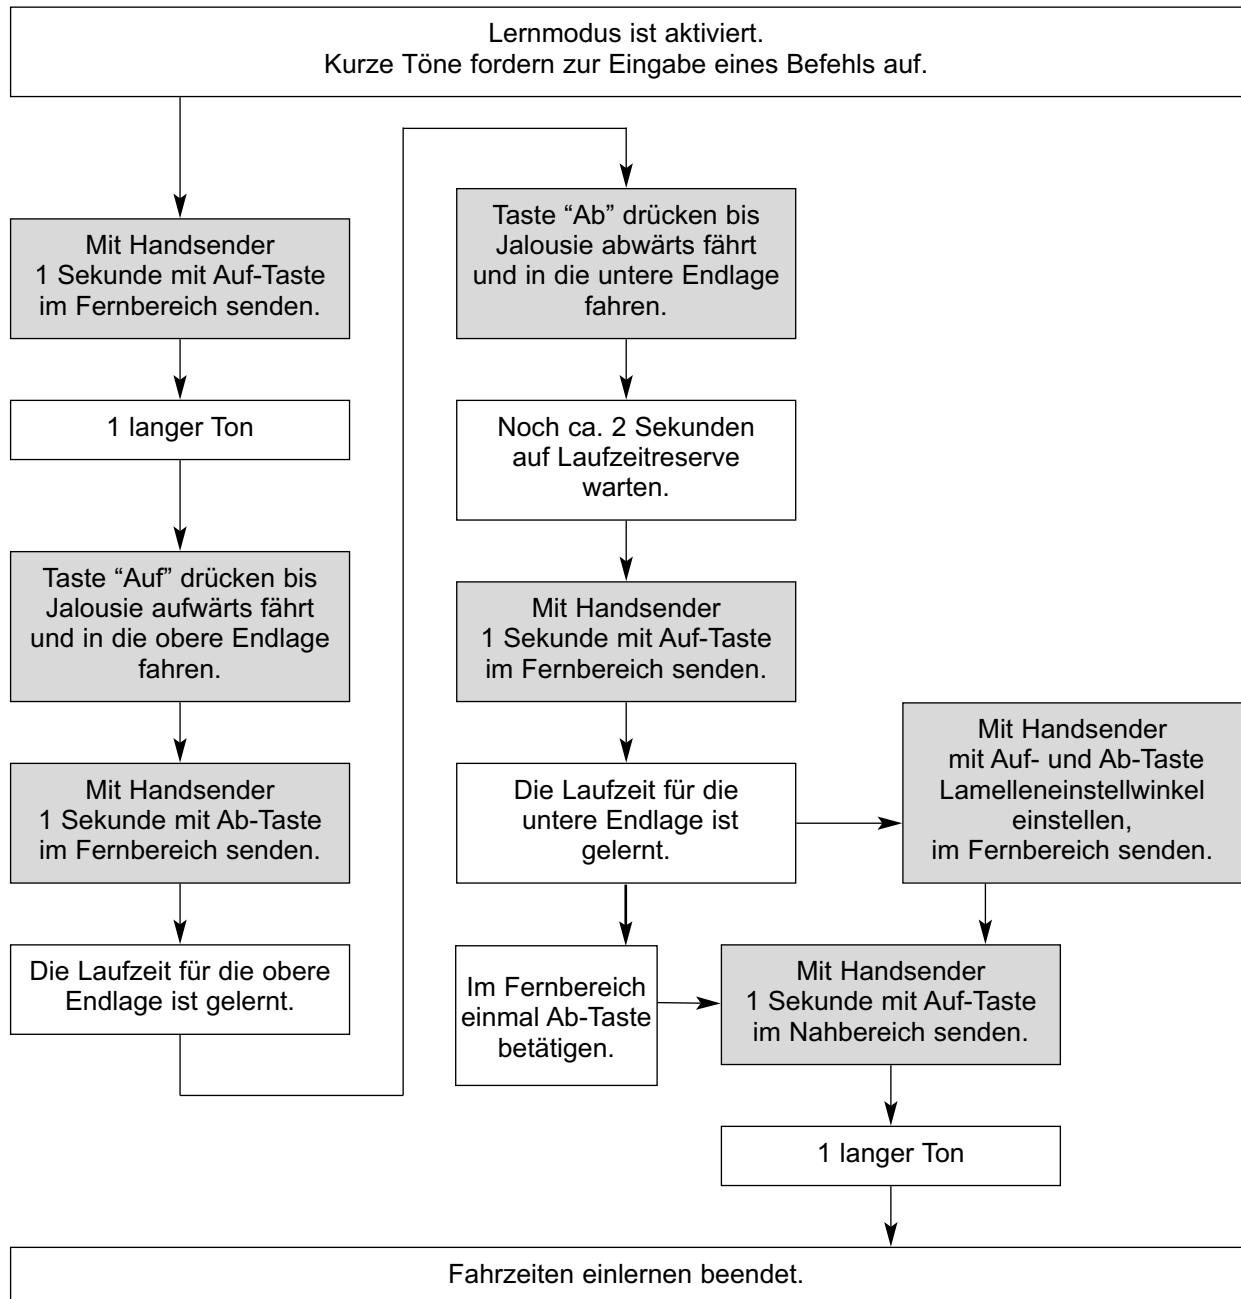 Lernmodus ist aktiviert.
Kurze Töne fordern zur Eingabe eines Befehls auf.
Mit Handsender
1 Sekunde mit Auf-Taste
im Fernbereich senden.
1 langer Ton
Taste “Auf” drücken bis
Jalousie aufwärts fährt
und in die obere Endlage
fahren.
Mit Handsender
1 Sekunde mit Ab-Taste
im Fernbereich senden.
Die Laufzeit für die obere
Endlage ist gelernt.
Taste “Ab” drücken bis
Jalousie abwärts fährt
und in die untere Endlage
fahren.
Noch ca. 2 Sekunden
auf Laufzeitreserve
warten.
Mit Handsender
1 Sekunde mit Auf-Taste
im Fernbereich senden.
Die Laufzeit für die
untere Endlage ist
gelernt.
Mit Handsender
mit Auf- und Ab-Taste
Lamelleneinstellwinkel
einstellen,
im Fernbereich senden.
Im Fernbereich
einmal Ab-Taste
betätigen.
Mit Handsender
1 Sekunde mit Auf-Taste
im Nahbereich senden.
1 langer Ton
Fahrzeiten einlernen beendet.